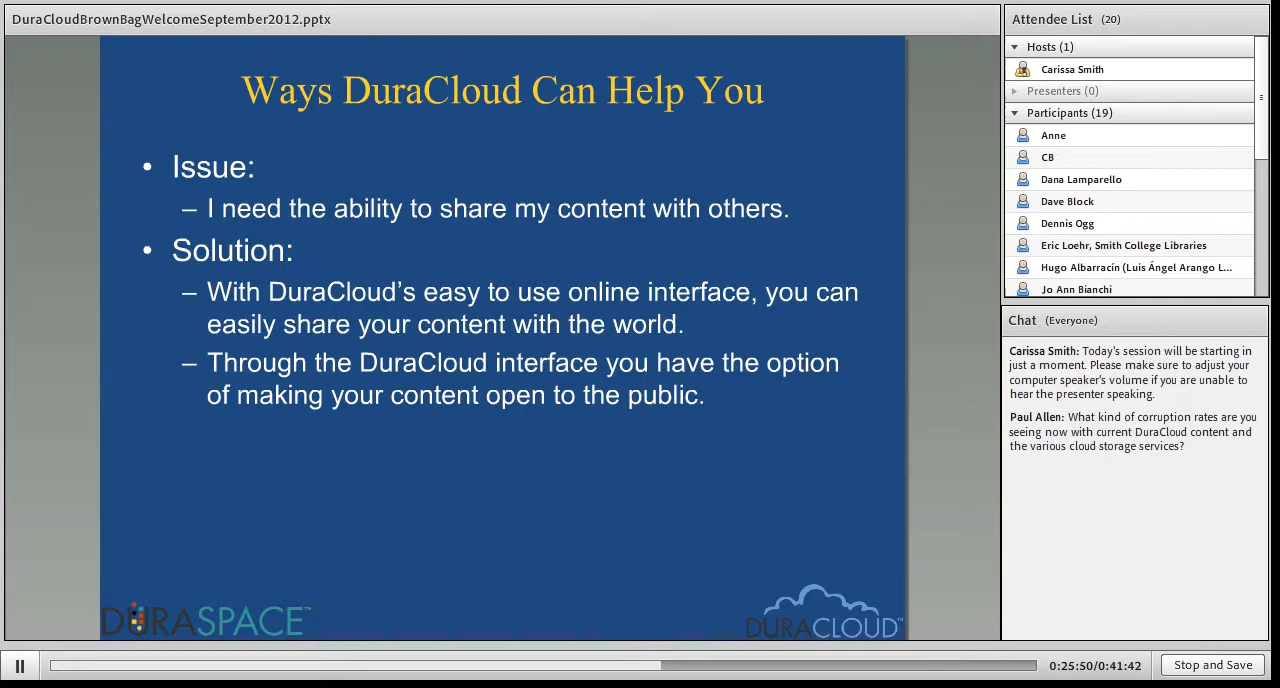 DuraCloudBrownBagWelcomeSeptember2012.pptx
Ways DuraCloud Can Help You
• Issue:
– I need the ability to share my content with others.
• Solution:
– With DuraCloud’s easy to use online interface, you can
easily share your content with the world.
– Through the DuraCloud interface you have the option
of making your content open to the public.
DURASPACE™
DURACLOUD™
Attendee List (20)
Hosts (1)
Carissa Smith
Presenters (0)
Participants (19)
Anne
CB
Dana Lamparello
Dave Block
Dennis Ogg
Eric Loehr, Smith College Libraries
Hugo Albarracín (Luis Ángel Arango L...
Jo Ann Bianchi
Chat (Everyone)
Carissa Smith: Today's session will be starting in
just a moment. Please make sure to adjust your
computer speaker's volume if you are unable to
hear the presenter speaking.
Paul Allen: What kind of corruption rates are you
seeing now with current DuraCloud content and
the various cloud storage services?
0:25:50/0:41:42
Stop and Save